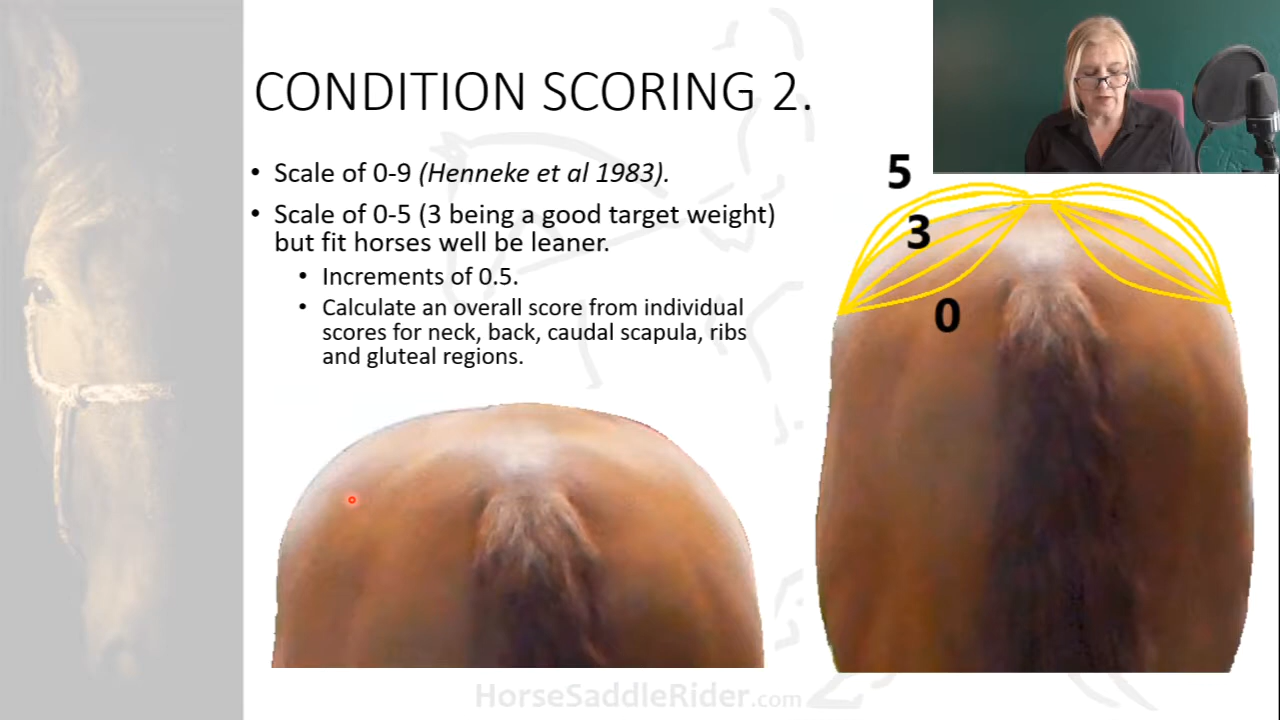 CONDITION SCORING 2.
• Scale of 0-9 (Henneke et al 1983).
• Scale of 0-5 (3 being a good target weight)
but fit horses well be leaner.
• Increments of 0.5.
• Calculate an overall score from individual
scores for neck, back, caudal scapula, ribs
and gluteal regions.
5
3
0
HorseSaddleRider.com